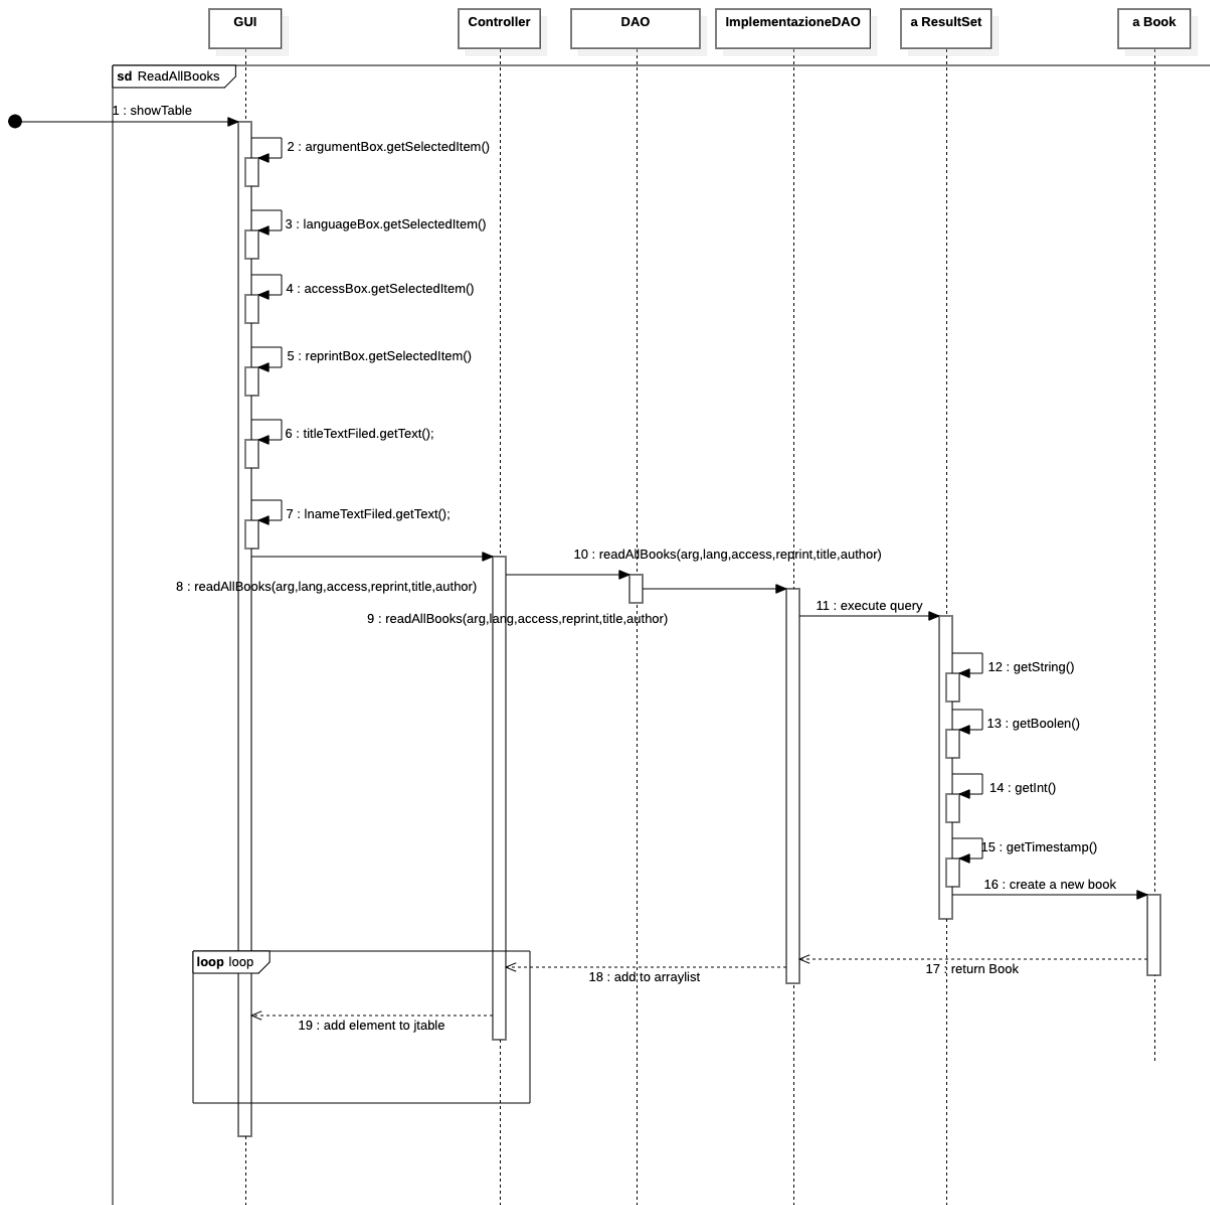 GUI
Controller
DAO
ImplementazioneDAO
a ResultSet
a Book
sd ReadAllBooks
1 : showTable
2 : argumentBox.getSelectedItem()
3 : languageBox.getSelectedItem()
4 : accessBox.getSelectedItem()
5 : reprintBox.getSelectedItem()
6 : titleTextFiled.getText();
7 : lnameTextFiled.getText();
8 : readAllBooks(arg,lang,access,reprint,title,author)
9 : readAllBooks(arg,lang,access,reprint,title,author)
10 : readAllBooks(arg,lang,access,reprint,title,author)
11 : execute query
12 : getString()
13 : getBoolen()
14 : getInt()
15 : getTimestamp()
16 : create a new book
17 : return Book
18 : add to arraylist
loop loop
19 : add element to jtable